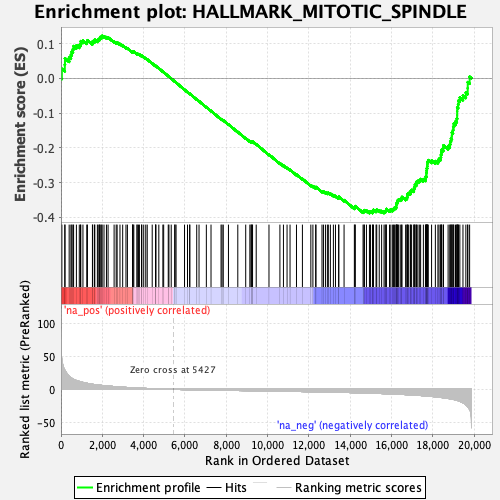 Enrichment plot: HALLMARK_MITOTIC_SPINDLE
Enrichment score (ES)
0.1
0.0
-0.1
-0.2
-0.3
-0.4
'na_pos' (positively correlated)
Ranked list metric (PreRanked)
100
50
0
-50
Zero cross at 5427
'na_neg' (negatively correlated)
0
2,000
4,000
6,000
8,000
10,000
12,000
14,000
16,000
18,000
20,000
Rank in Ordered Dataset
Enrichment profile
Hits
Ranking metric scores